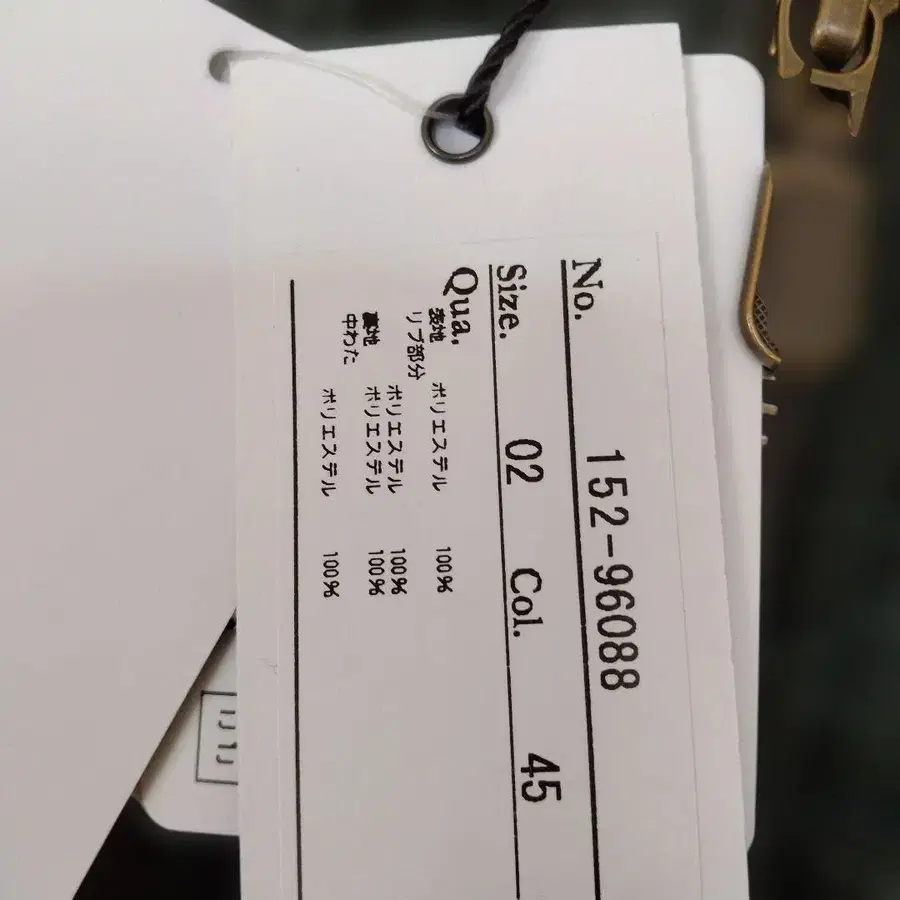 No. 152-96088
Size. 02 Col. 45
Qua.
表地 ポリエステル 100%
リブ部分
ポリエステル 100%
裏地 ポリエステル 100%
中わた
ポリエステル 100%